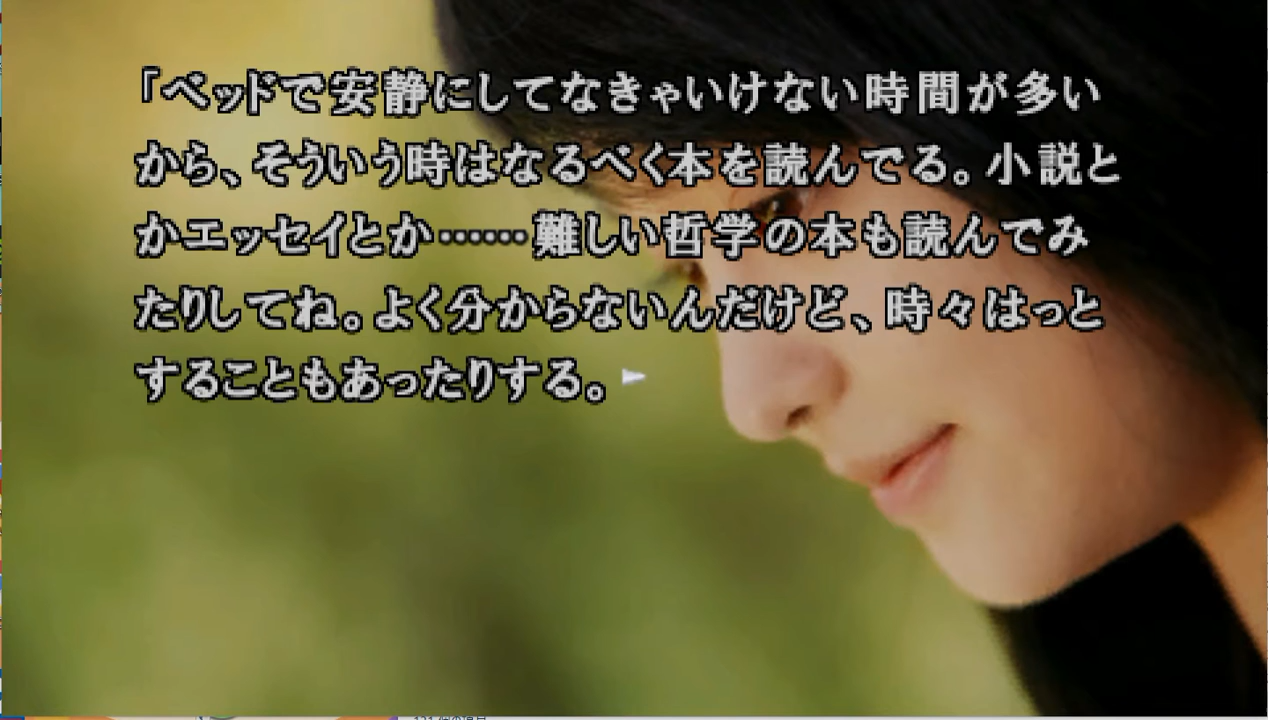 「ベッドで安静にしてなきゃいけない時間が多い
から、そういう時はなるべく本を読んでる。小説と
かエッセイとか……難しい哲学の本も読んでみ
たりしてね。よく分からないんだけど、時々はっと
することもあったりする。